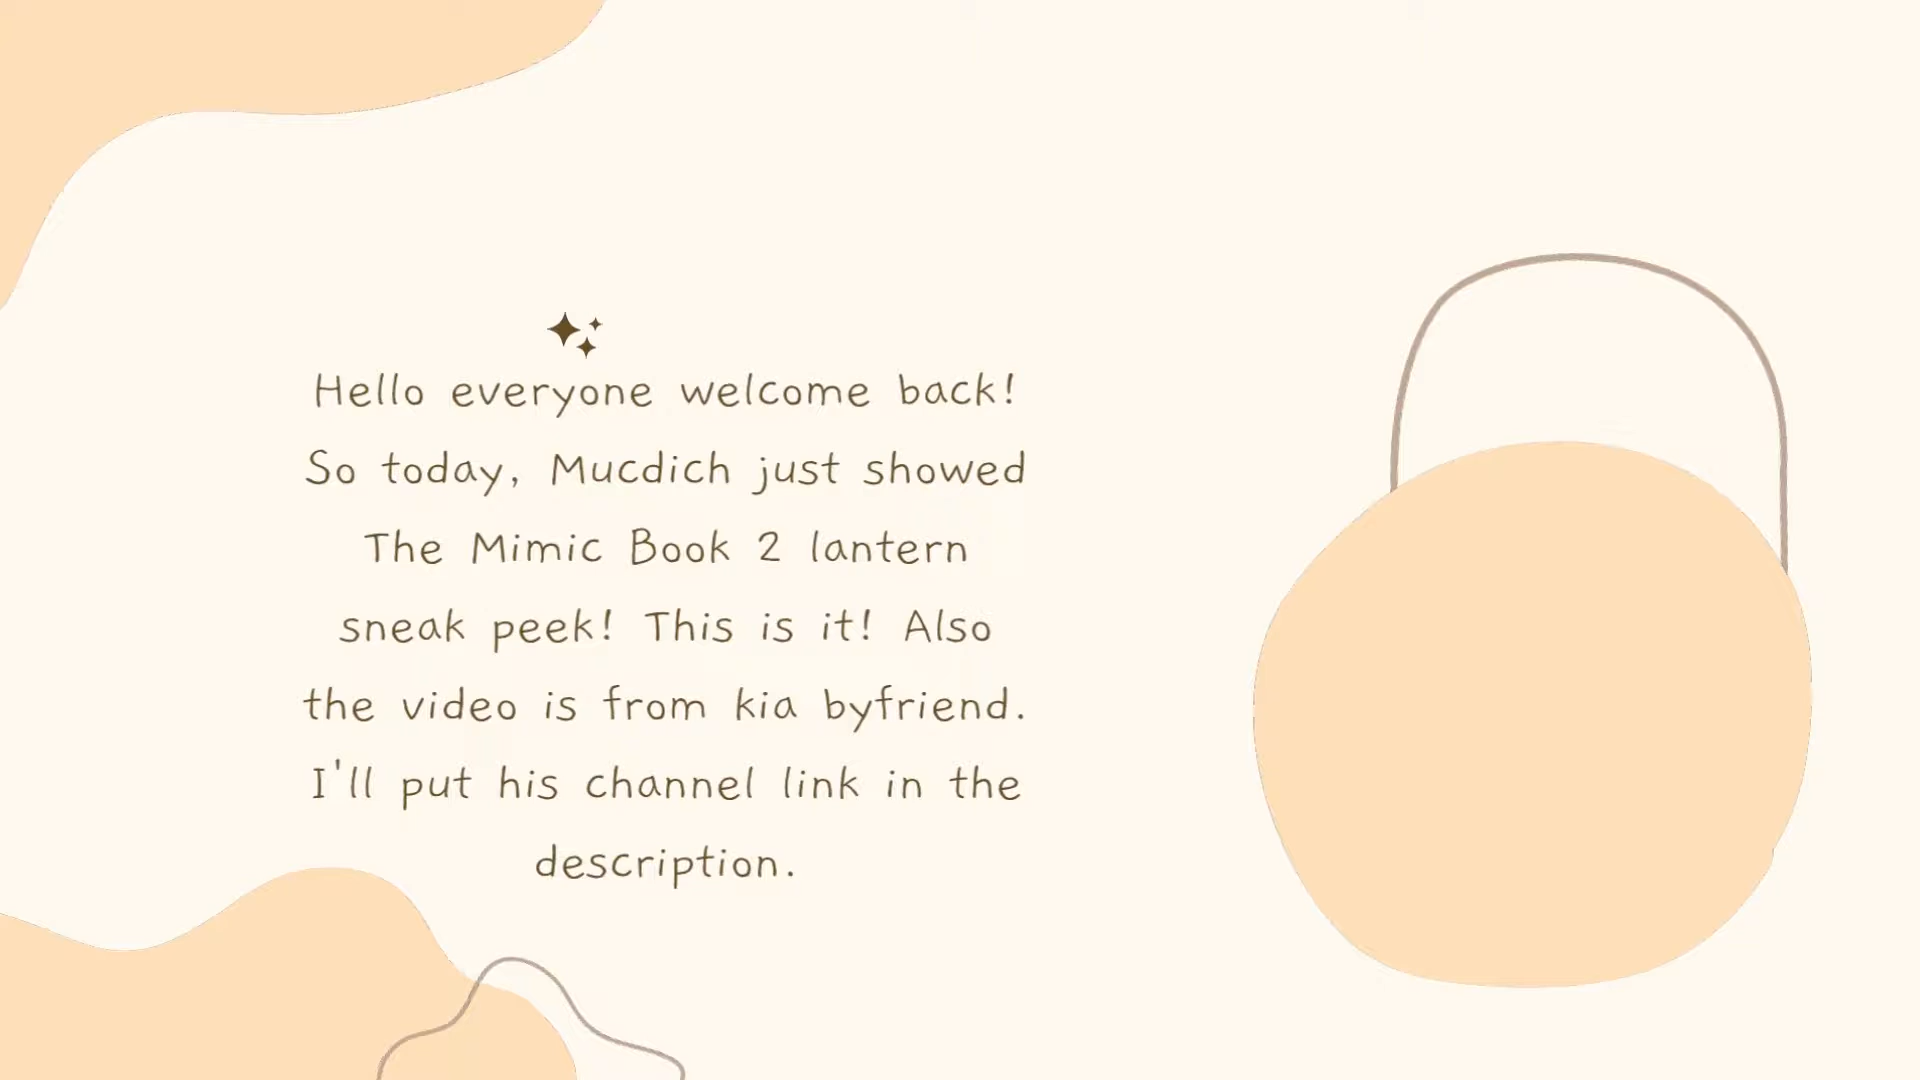 Hello everyone welcome back!
So today, Mucdich just showed
The Mimic Book 2 lantern
sneak peek! This is it! Also
the video is from kia byfriend.
I'll put his channel link in the
description.